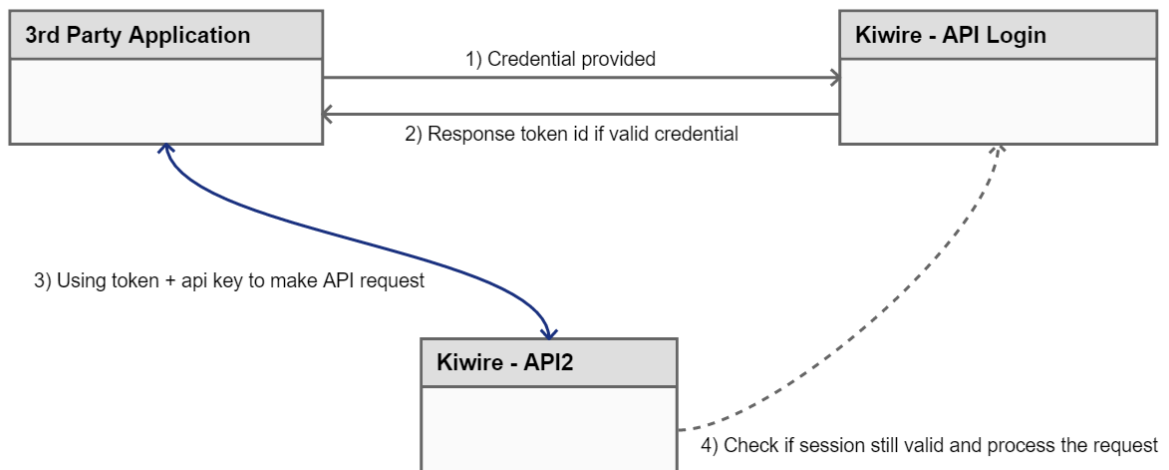 3rd Party Application
Kiwire - API Login
1) Credential provided
2) Response token id if valid credential
3) Using token + api key to make API request
Kiwire - API2
4) Check if session still valid and process the request